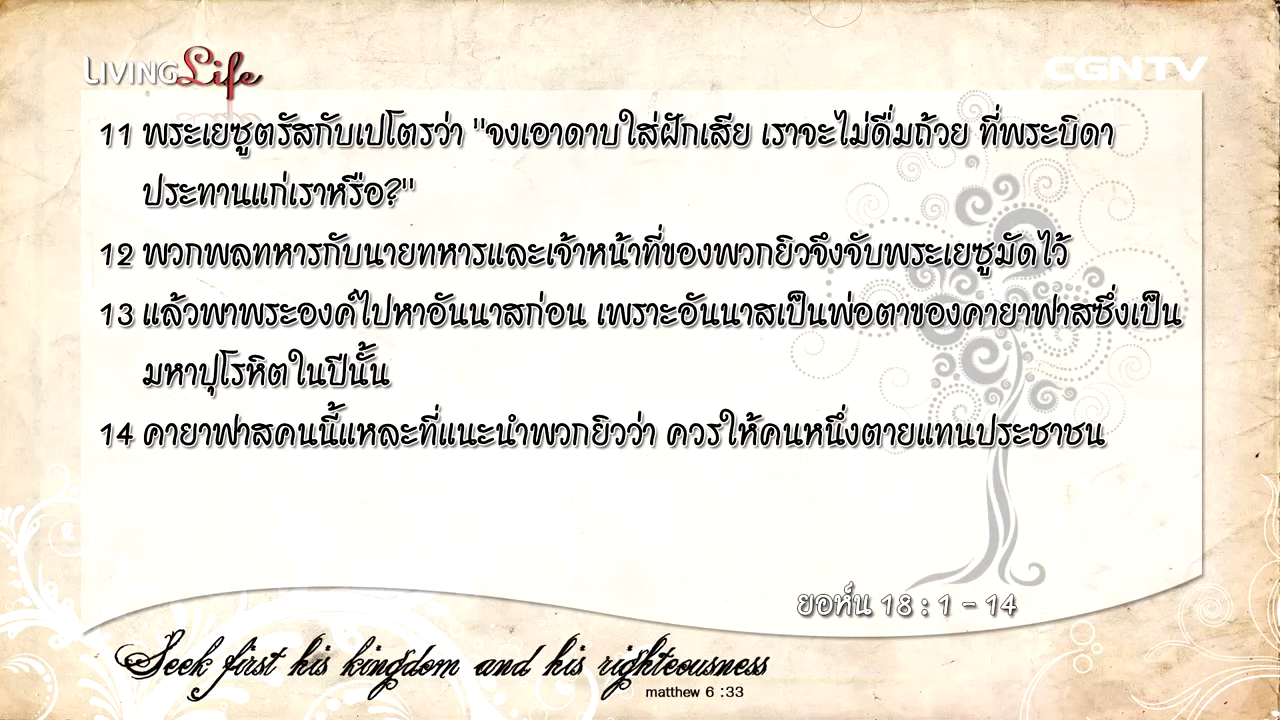 LIVING Life
CGNTV
11 พระเยซูตรัสกับเปโตรว่า "จงเอาดาบใส่ฝักเสีย เราจะไม่ดื่มถ้วย ที่พระบิดา
ประทานแก่เราหรือ?"
12 พวกพลทหารกับนายทหารและเจ้าหน้าที่ของพวกยิวจึงจับพระเยซูมัดไว้
13 แล้วพาพระองค์ไปหาอันนาสก่อน เพราะอันนาสเป็นพ่อตาของคายาฟาสซึ่งเป็น
มหาปุโรหิตในปีนั้น
14 คายาฟาสคนนี้แหละที่แนะนำพวกยิวว่า ควรให้คนหนึ่งตายแทนประชาชน
ยอห์น 18 : 1 - 14
Seek first his kingdom and his righteousness
matthew 6 :33